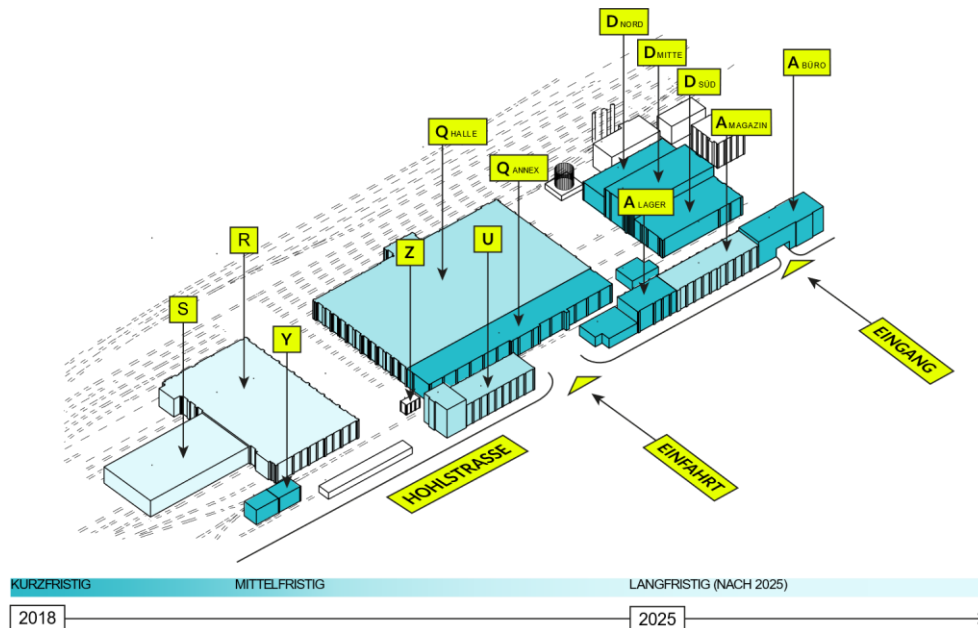 D NORD
D MITTE
A BÜRO
D SÜD
A MAGAZIN
Q HALLE
Q ANNEX
A LAGER
R
Z
U
S
Y
EINGANG
EINFAHRT
HOHLSTRASSE
KURZFRISTIG MITTELFRISTIG LANGFRISTIG (NACH 2025)
2018 2025